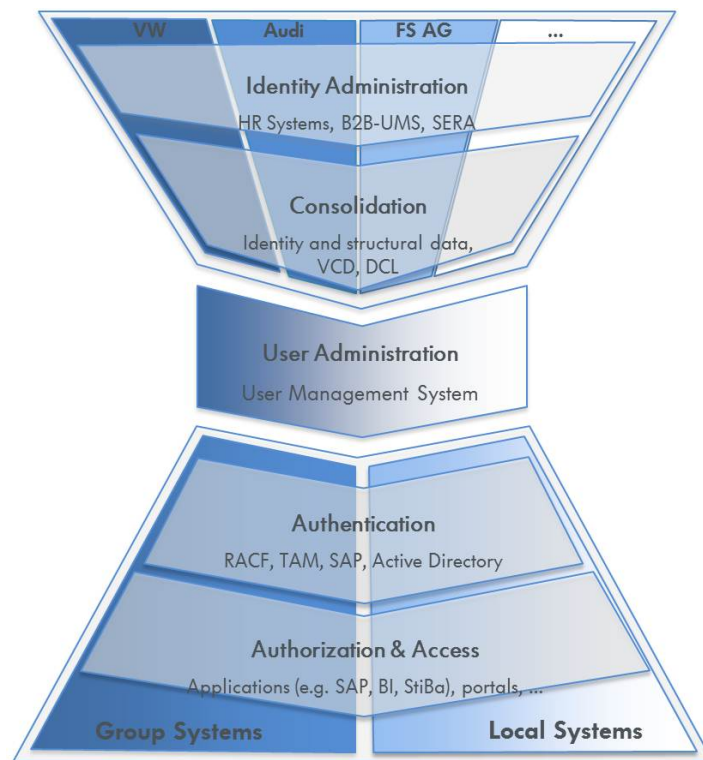 VW Audi FS AG ...
Identity Administration
HR Systems, B2B-UMS, SERA
Consolidation
Identity and structural data,
VCD, DCL
User Administration
User Management System
Authentication
RACF, TAM, SAP, Active Directory
Authorization & Access
Applications (e.g. SAP, BI, StiBa), portals, ...
Group Systems Local Systems